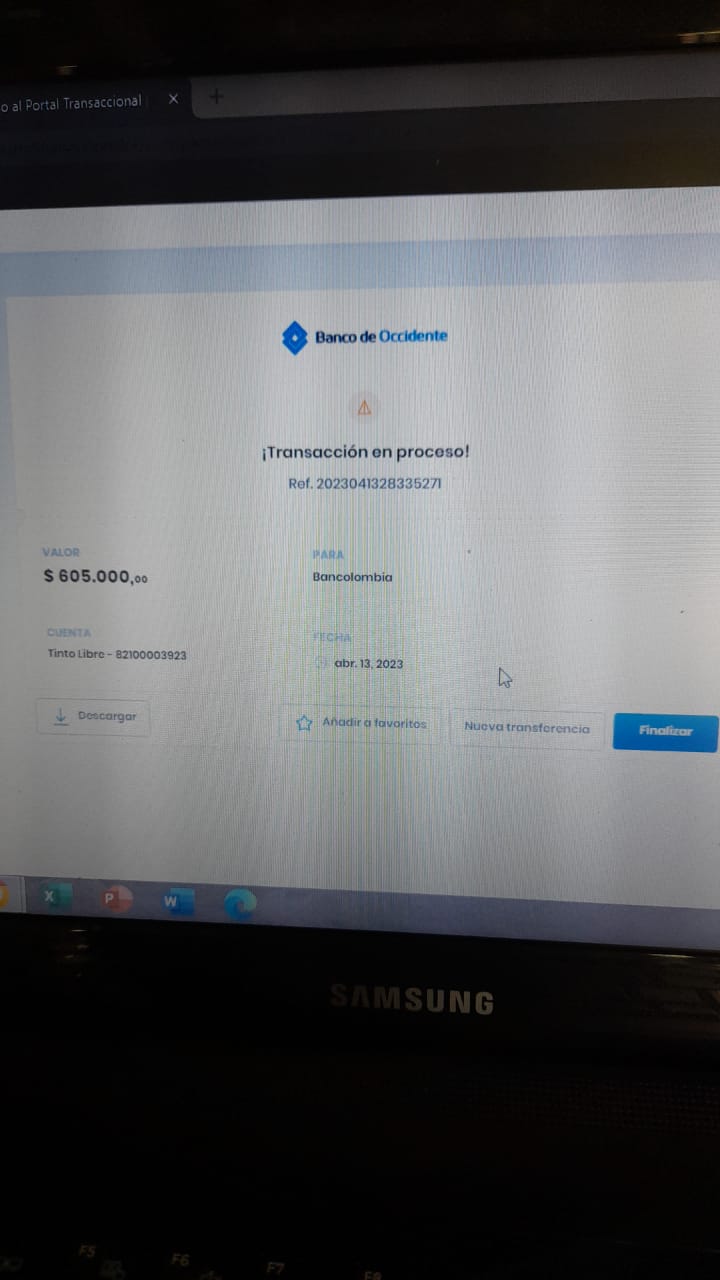 o al Portal Transaccional
Banco de Occidente
¡Transacción en proceso!
Ref. 2023041328335271
VALOR
$ 605.000,00
PARA
Bancolombia
CUENTA
Tinto Libre - 82100003923
FECHA
abr. 13, 2023
Descargar
Añadir a favoritos
Nueva transferencia
Finalizar
X
P
W
SAMSUNG
F5
F6
F7
F8